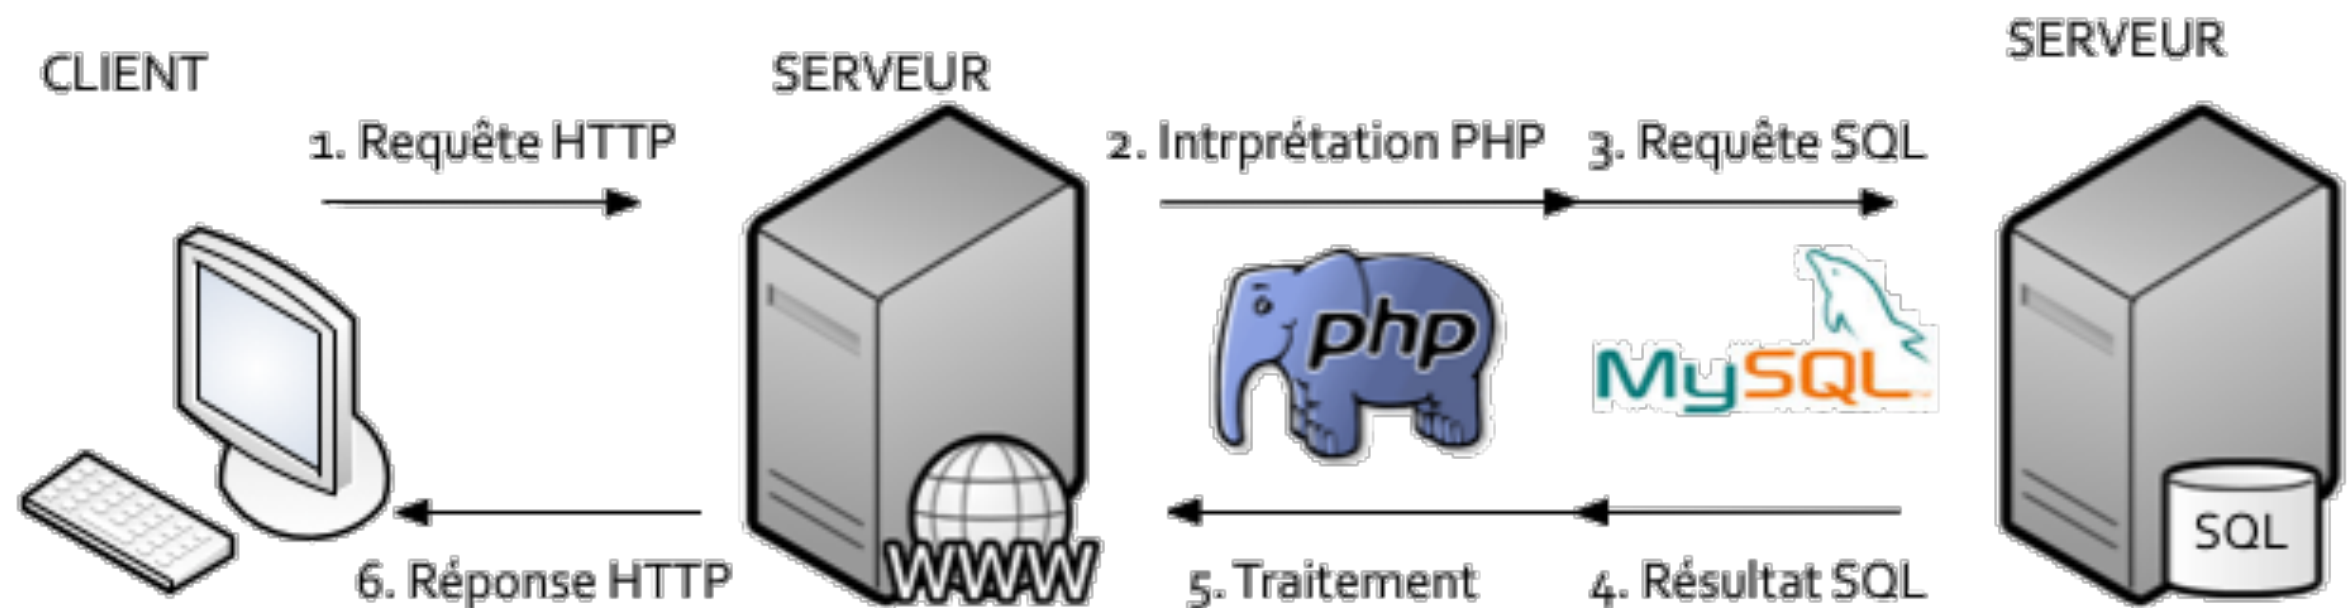 CLIENT
SERVEUR
SERVEUR
1. Requête HTTP
2. Intrprétation PHP
3. Requête SQL
php
MySQL
SQL
WWW
6. Réponse HTTP
5. Traitement
4. Résultat SQL